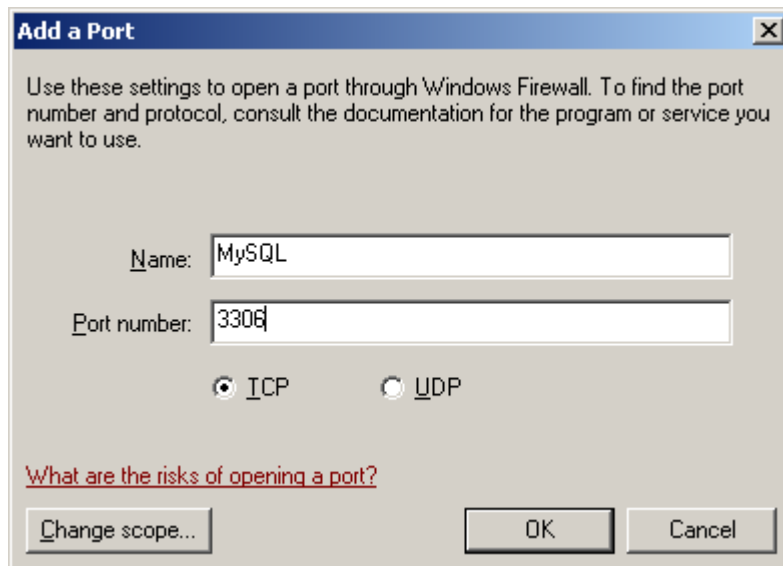 Add a Port
Use these settings to open a port through Windows Firewall. To find the port
number and protocol, consult the documentation for the program or service you
want to use.
Name: MySQL
Port number: 3306
TCP UDP
What are the risks of opening a port?
Change scope... OK Cancel